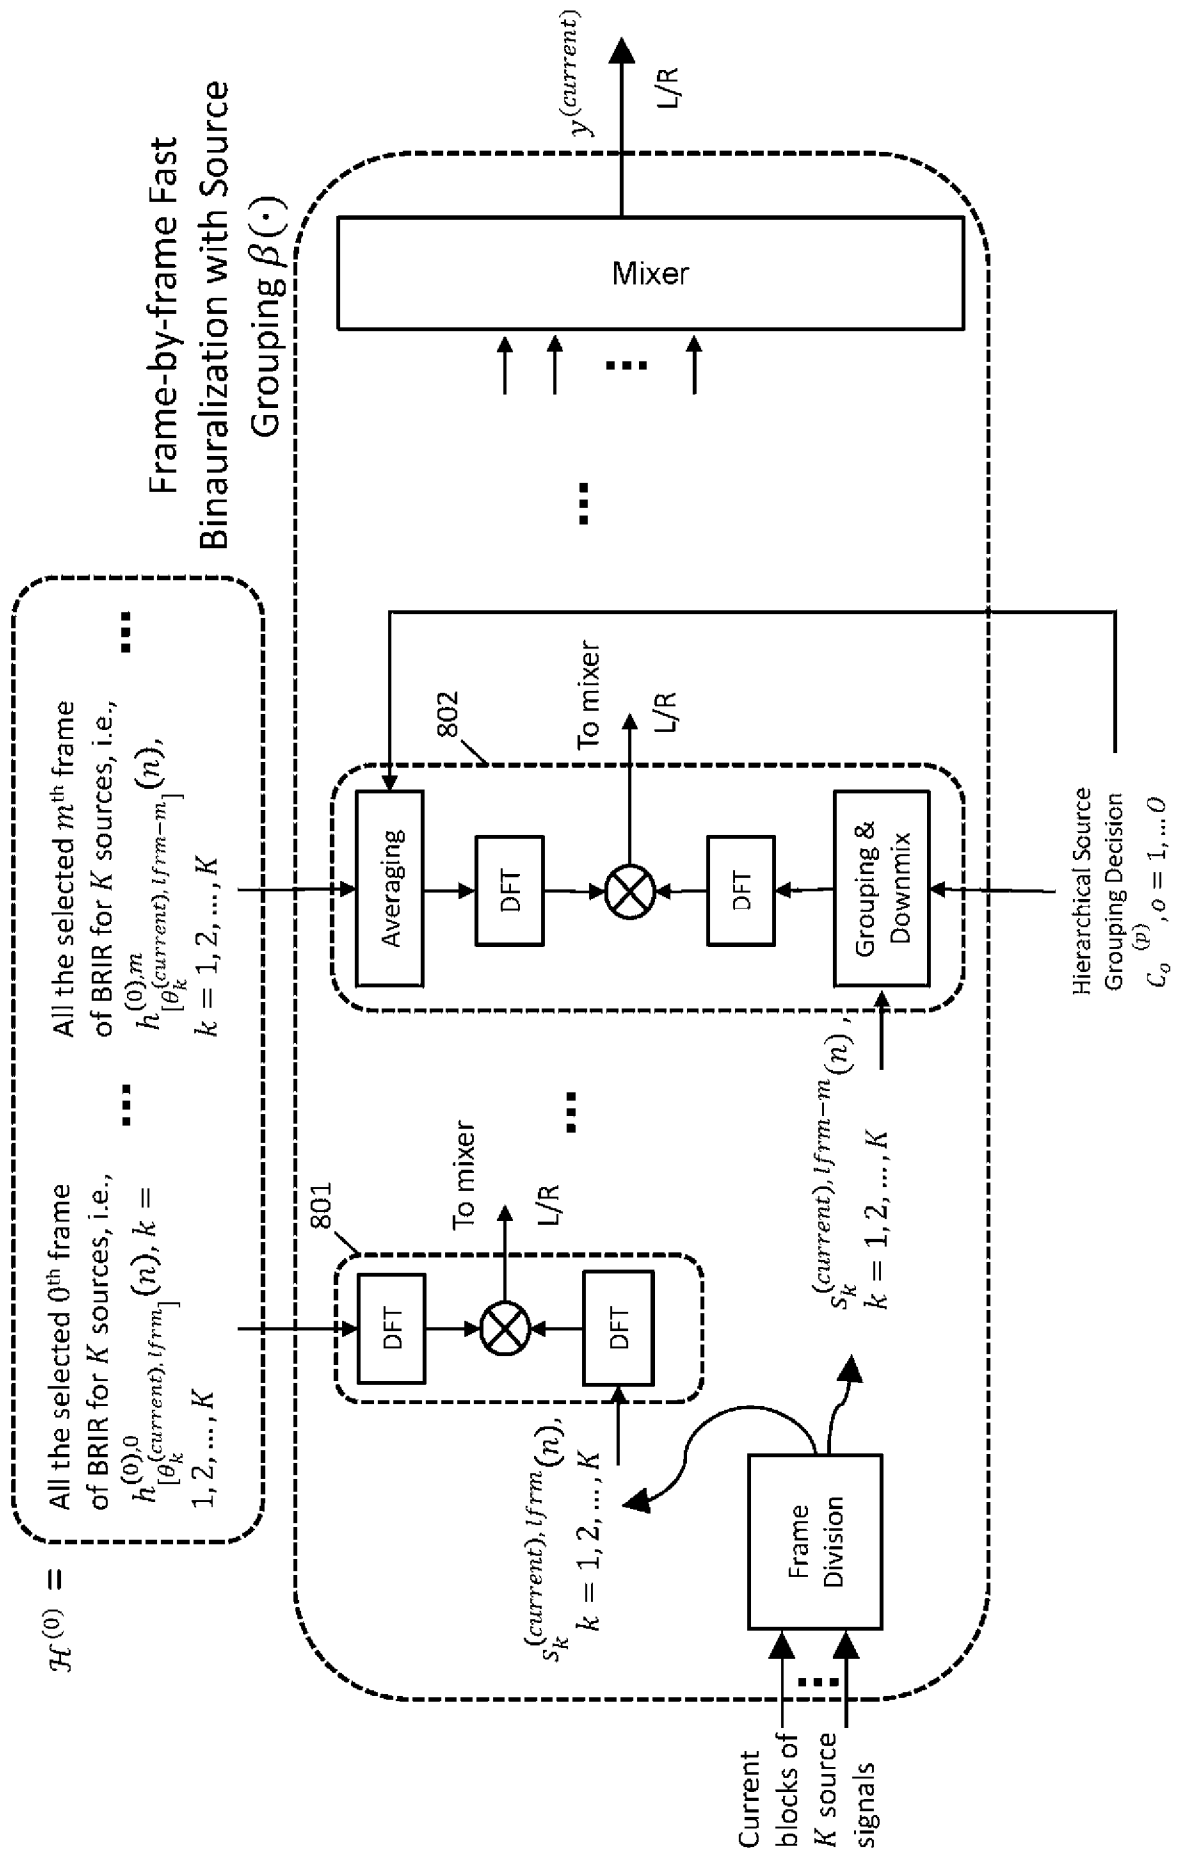 Frame-by-frame Fast
Binauralization with Source
Grouping β(·)
ℋ⁽⁰⁾ =
All the selected 0ᵗʰ frame
of BRIR for K sources, i.e.,
h^{(0),0}_{[θ_k^{(current),lfrm}]}(n), k =
1, 2, ..., K
...
All the selected mᵗʰ frame
of BRIR for K sources, i.e.,
h^{(0),m}_{[θ_k^{(current),lfrm−m}]}(n),
k = 1, 2, ..., K
...
801
DFT
DFT
To mixer
L/R
s_k^{(current),lfrm}(n),
k = 1, 2, ..., K
...
802
Averaging
DFT
To mixer
L/R
DFT
Grouping &
Downmix
s_k^{(current),lfrm−m}(n),
k = 1, 2, ..., K
...
...
Mixer
y^{(current)}
L/R
Current
blocks of
K source
signals
...
Frame
Division
Hierarchical Source
Grouping Decision
C_o^{(p)}, o = 1, ... O